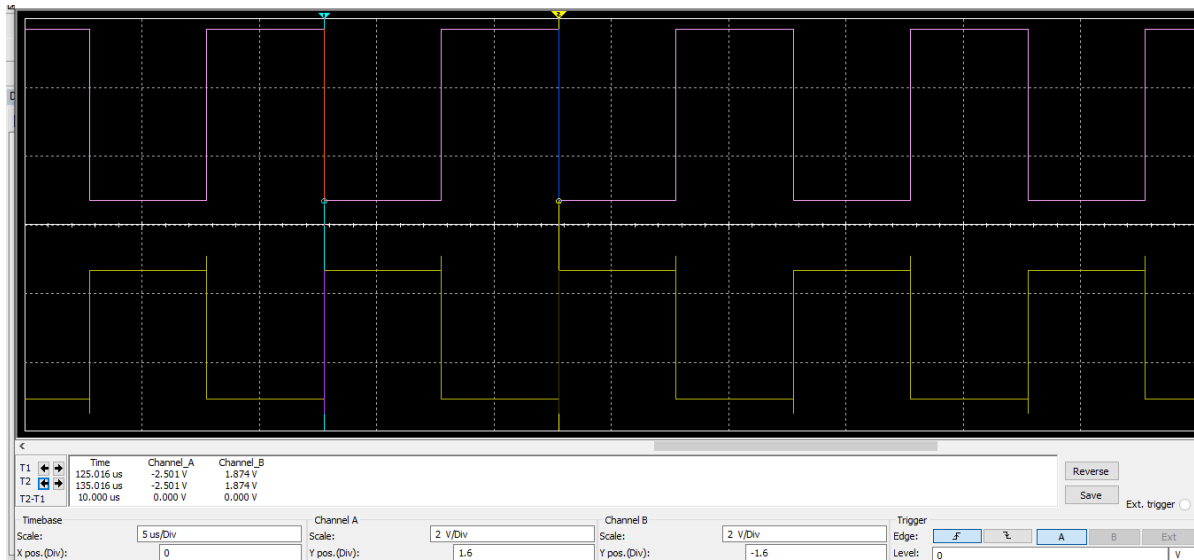 1 2
Time Channel_A Channel_B
T1 125.016 us -2.501 V 1.874 V
T2 135.016 us -2.501 V 1.874 V
T2-T1 10.000 us 0.000 V 0.000 V
Reverse
Save
Ext. trigger
Timebase Channel A Channel B Trigger
Scale: 5 us/Div Scale: 2 V/Div Scale: 2 V/Div Edge: A B Ext
X pos.(Div): 0 Y pos.(Div): 1.6 Y pos.(Div): -1.6 Level: 0 V